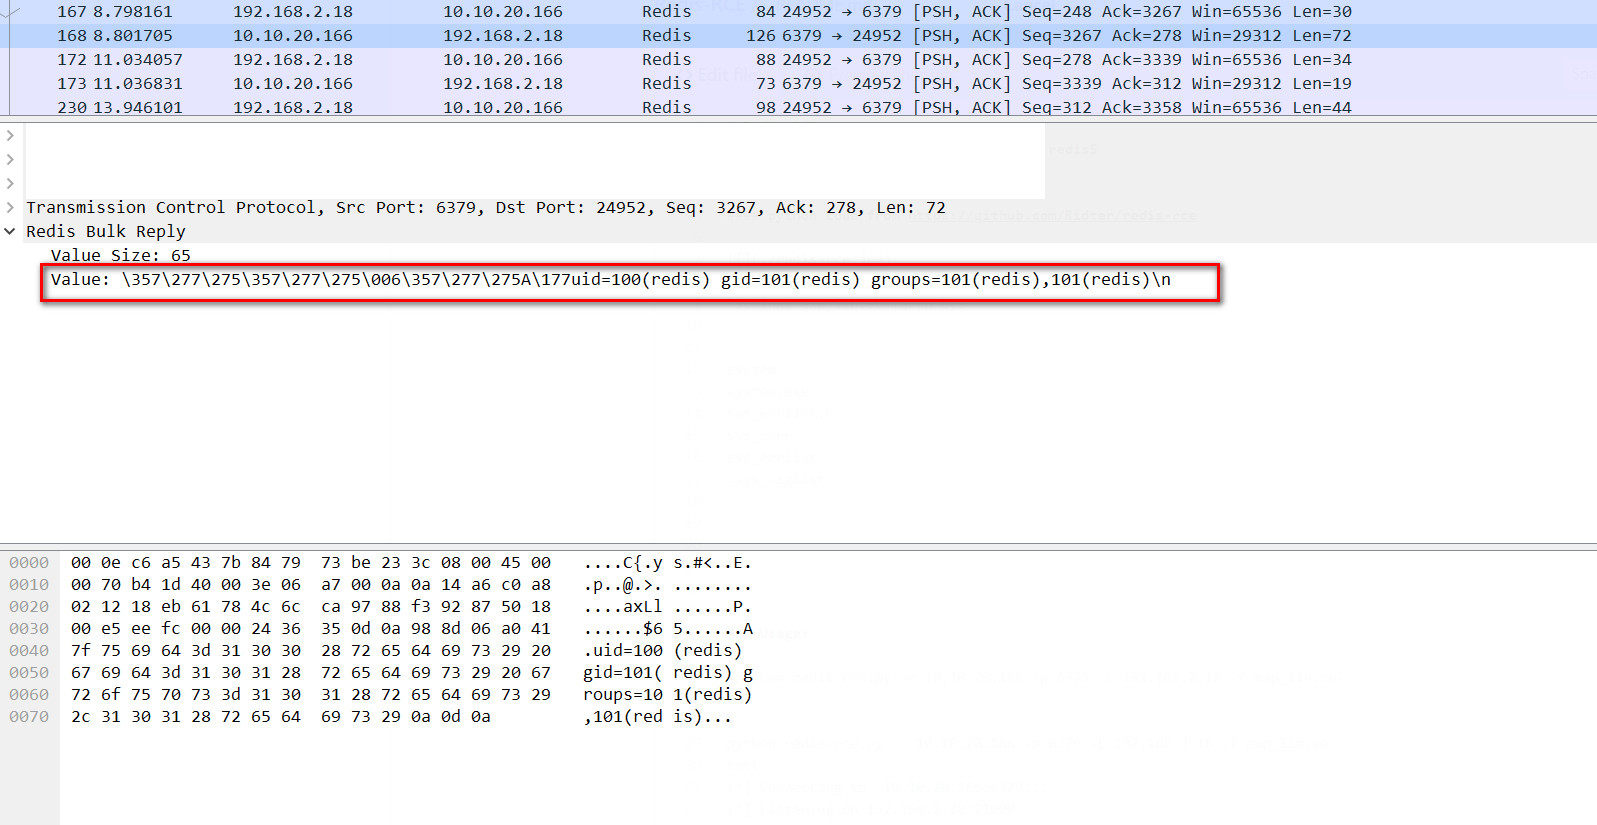 167 8.798161 192.168.2.18 10.10.20.166 Redis 84 24952 → 6379 [PSH, ACK] Seq=248 Ack=3267 Win=65536 Len=30
168 8.801705 10.10.20.166 192.168.2.18 Redis 126 6379 → 24952 [PSH, ACK] Seq=3267 Ack=278 Win=29312 Len=72
172 11.034057 192.168.2.18 10.10.20.166 Redis 88 24952 → 6379 [PSH, ACK] Seq=278 Ack=3339 Win=65536 Len=34
173 11.036831 10.10.20.166 192.168.2.18 Redis 73 6379 → 24952 [PSH, ACK] Seq=3339 Ack=312 Win=29312 Len=19
230 13.946101 192.168.2.18 10.10.20.166 Redis 98 24952 → 6379 [PSH, ACK] Seq=312 Ack=3358 Win=65536 Len=44
Transmission Control Protocol, Src Port: 6379, Dst Port: 24952, Seq: 3267, Ack: 278, Len: 72
Redis Bulk Reply
Value Size: 65
Value: \357\277\275\357\277\275\006\357\277\275A\177uid=100(redis) gid=101(redis) groups=101(redis),101(redis)\n
0000 00 0e c6 a5 43 7b 84 79 73 be 23 3c 08 00 45 00 ....C{.y s.#<..E.
0010 00 70 b4 1d 40 00 3e 06 a7 00 0a 0a 14 a6 c0 a8 .p..@.>. ........
0020 02 12 18 eb 61 78 4c 6c ca 97 88 f3 92 87 50 18 ....axLl ......P.
0030 00 e5 ee fc 00 00 24 36 35 0d 0a 98 8d 06 a0 41 ......$6 5......A
0040 7f 75 69 64 3d 31 30 30 28 72 65 64 69 73 29 20 .uid=100 (redis)
0050 67 69 64 3d 31 30 31 28 72 65 64 69 73 29 20 67 gid=101( redis) g
0060 72 6f 75 70 73 3d 31 30 31 28 72 65 64 69 73 29 roups=10 1(redis)
0070 2c 31 30 31 28 72 65 64 69 73 29 0a 0d 0a ,101(red is)...